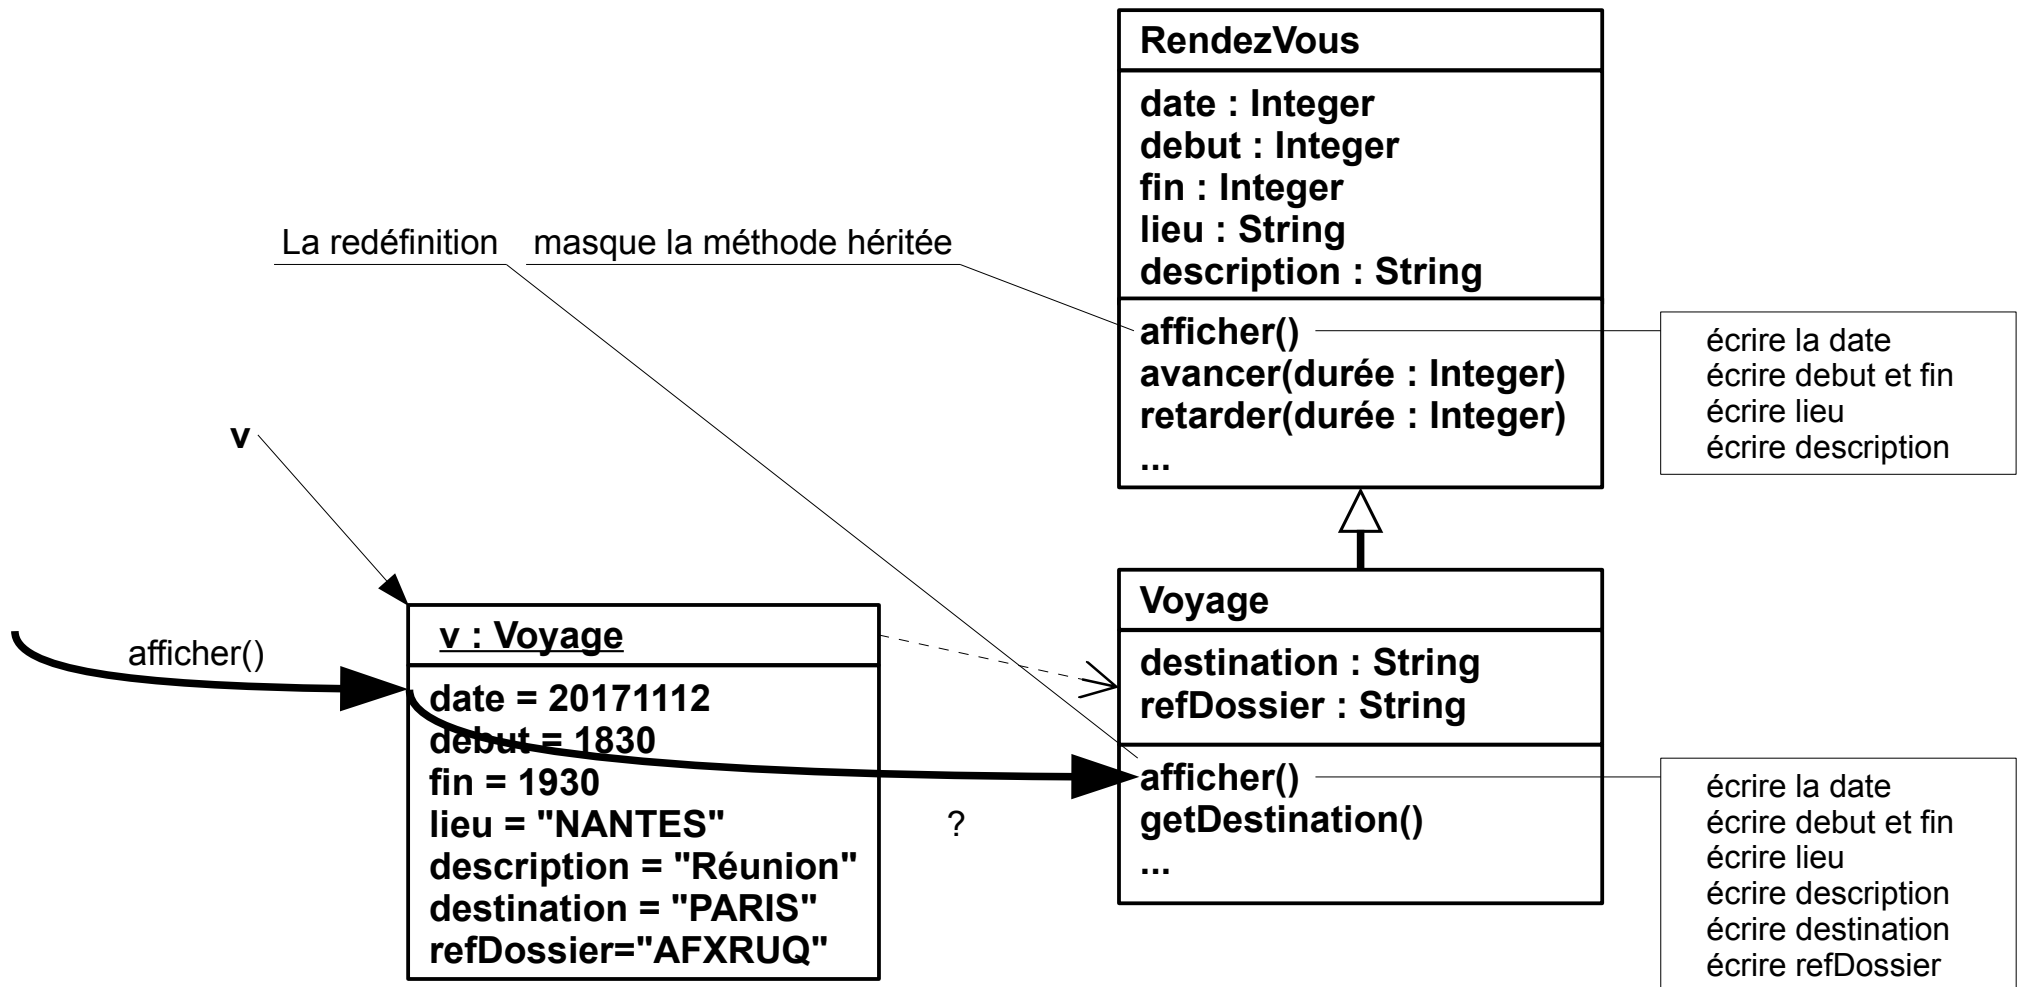 RendezVous
date : Integer
debut : Integer
fin : Integer
lieu : String
description : String
afficher()
avancer(durée : Integer)
retarder(durée : Integer)
...
écrire la date
écrire debut et fin
écrire lieu
écrire description
La redéfinition masque la méthode héritée
v
afficher()
v : Voyage
date = 20171112
debut = 1830
fin = 1930
lieu = "NANTES"
description = "Réunion"
destination = "PARIS"
refDossier="AFXRUQ"
?
Voyage
destination : String
refDossier : String
afficher()
getDestination()
...
écrire la date
écrire debut et fin
écrire lieu
écrire description
écrire destination
écrire refDossier